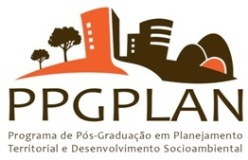 PPGPLAN
Programa de Pós-Graduação em Planejamento
Territorial e Desenvolvimento Socioambiental